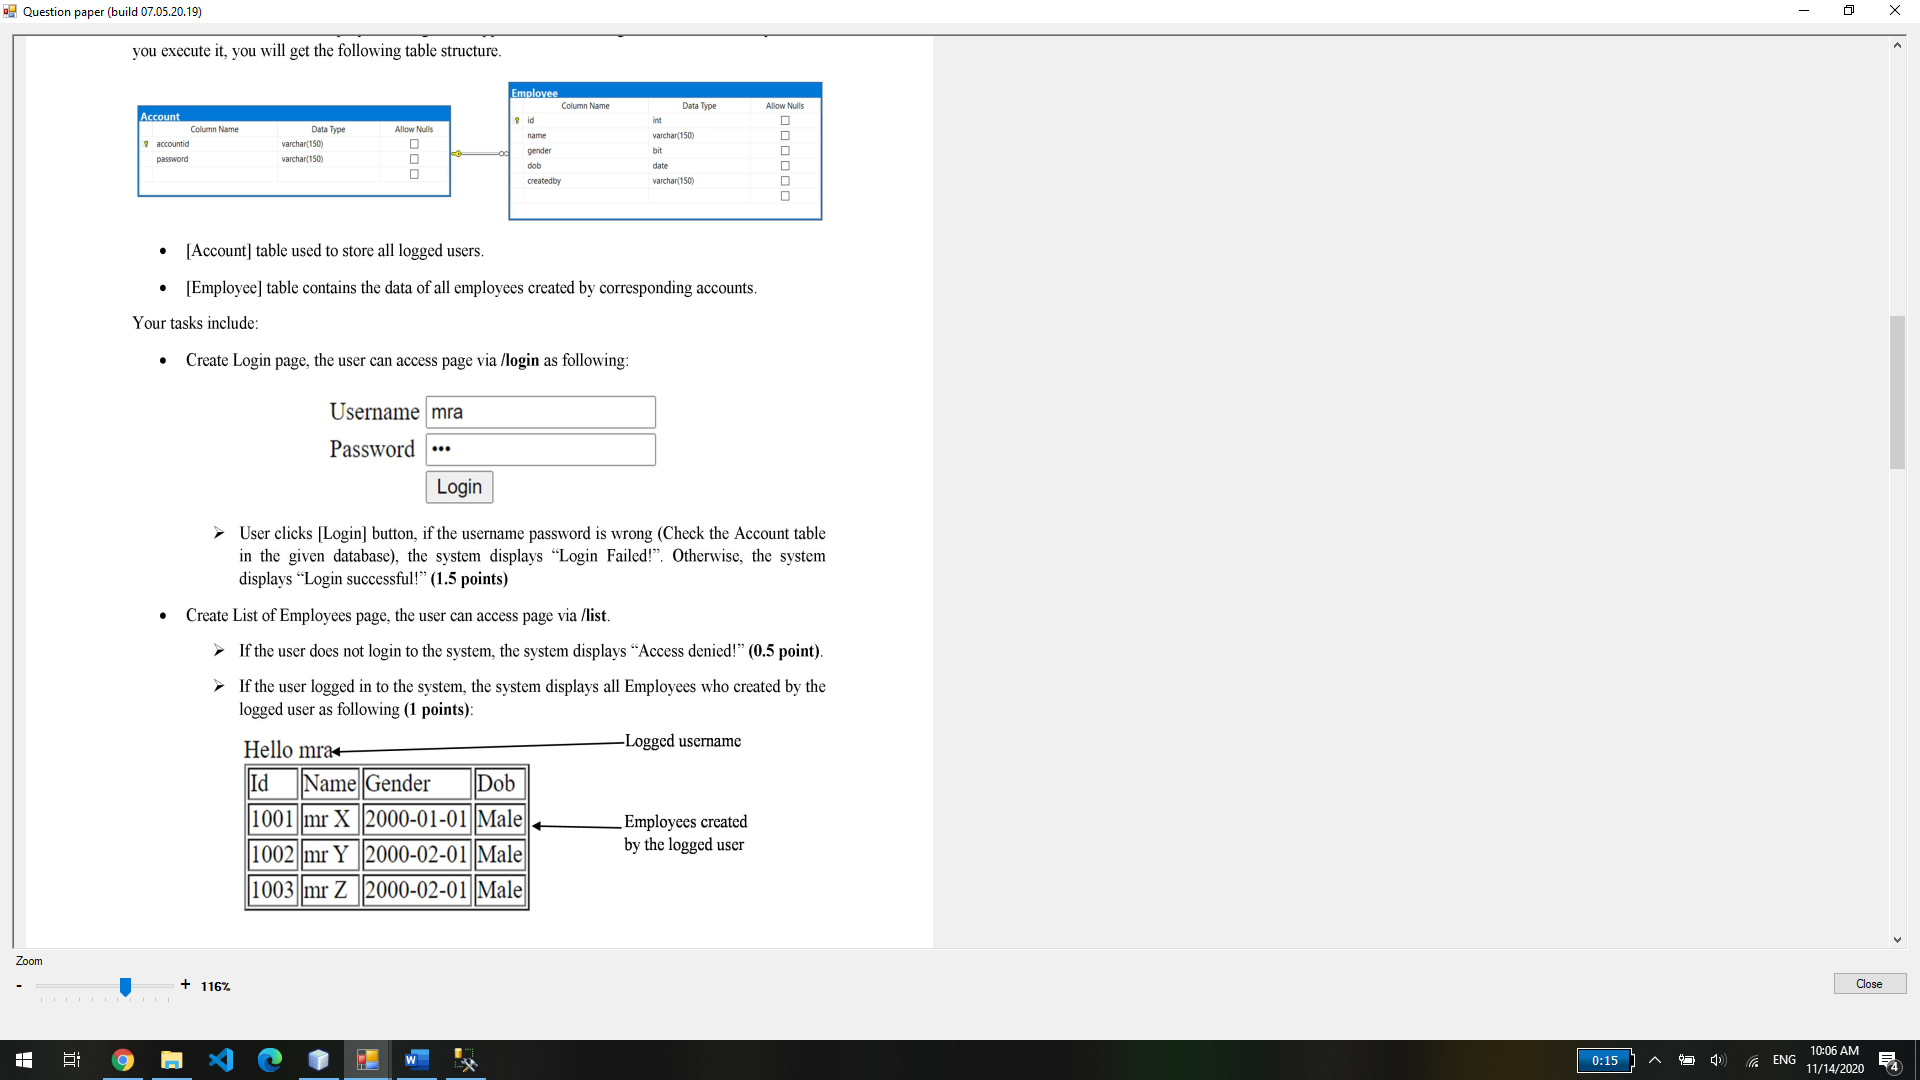 Question paper (build 07.05.20.19)
you execute it, you will get the following table structure.
Account
Column Name Data Type Allow Nulls
accountid varchar(150)
password varchar(150)
Employee
Column Name Data Type Allow Nulls
id int
name varchar(150)
gender bit
dob date
createdby varchar(150)
• [Account] table used to store all logged users.
• [Employee] table contains the data of all employees created by corresponding accounts.
Your tasks include:
• Create Login page, the user can access page via /login as following:
Username mra
Password •••
Login
➢ User clicks [Login] button, if the username password is wrong (Check the Account table
in the given database), the system displays “Login Failed!”. Otherwise, the system
displays “Login successful!” (1.5 points)
• Create List of Employees page, the user can access page via /list.
➢ If the user does not login to the system, the system displays “Access denied!” (0.5 point).
➢ If the user logged in to the system, the system displays all Employees who created by the
logged user as following (1 points):
Hello mra
Logged username
Id Name Gender Dob
1001 mr X 2000-01-01 Male
1002 mr Y 2000-02-01 Male
1003 mr Z 2000-02-01 Male
Employees created
by the logged user
Zoom
- + 116%
Close
0:15
ENG
10:06 AM
11/14/2020
4